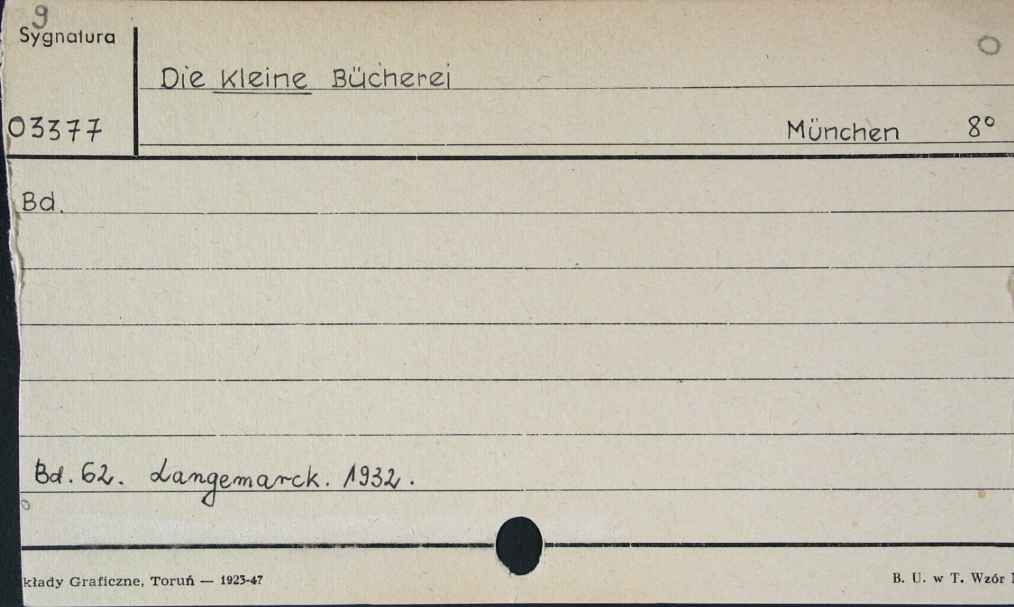 9
Sygnatura
Die kleine Bücherei
03377
München 8°
Bd.
Bd. 62. Langemarck. 1932.
kłady Graficzne, Toruń — 1923-47
B. U. w T. Wzór